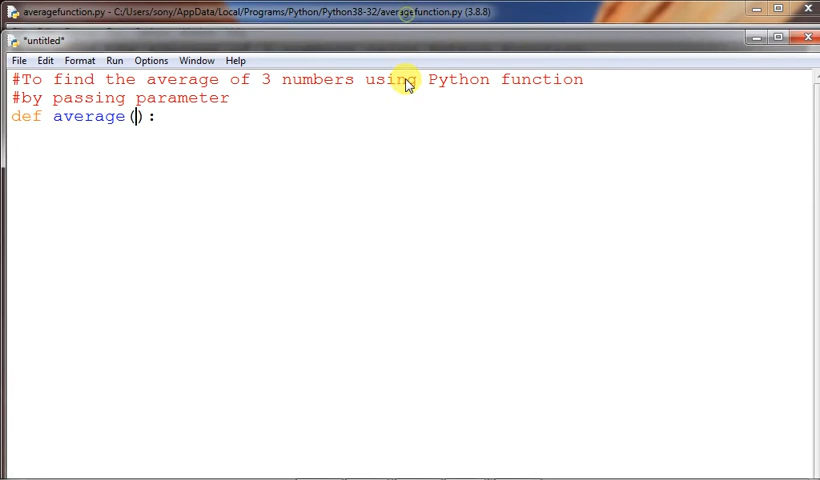 averagefunction.py - C:/Users/sony/AppData/Local/Programs/Python/Python38-32/averagefunction.py (3.8.8)
*untitled*
File Edit Format Run Options Window Help
#To find the average of 3 numbers using Python function
#by passing parameter
def average():